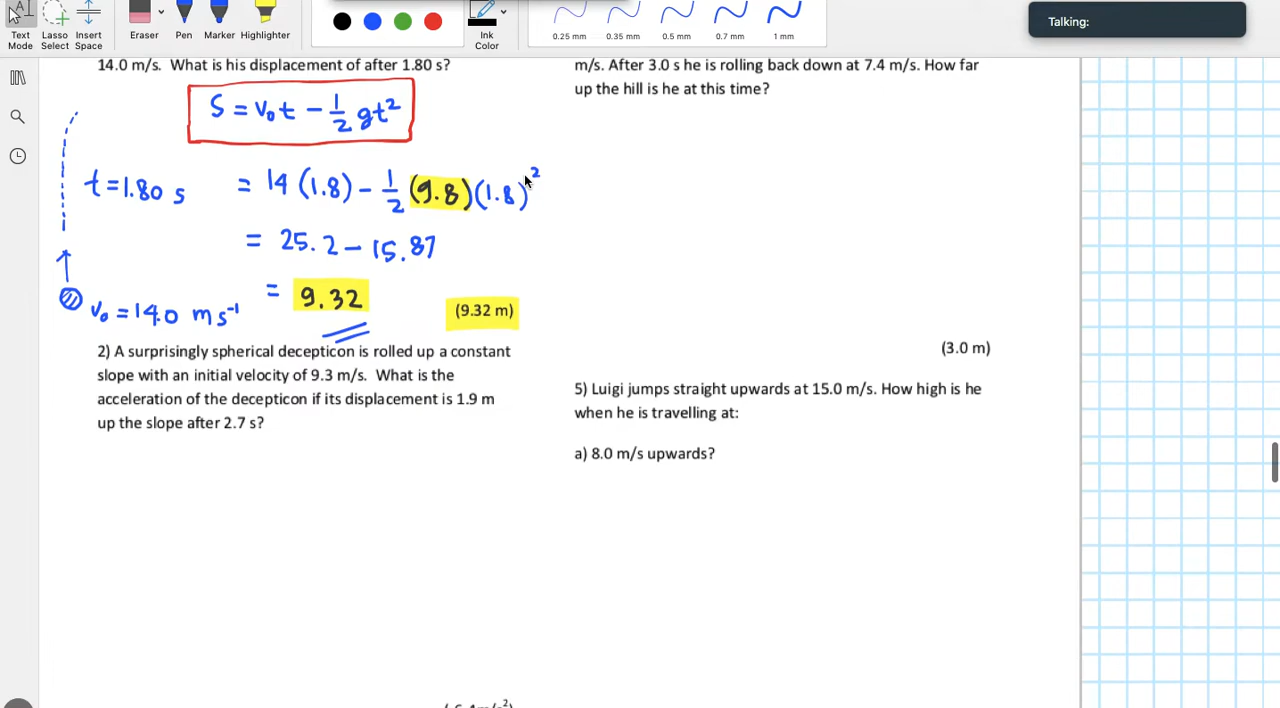 Text Mode
Lasso Select
Insert Space
Eraser
Pen
Marker
Highlighter
Ink Color
0.25 mm
0.35 mm
0.5 mm
0.7 mm
1 mm
Talking:
14.0 m/s. What is his displacement of after 1.80 s?
S = v₀t − ½ gt²
t = 1.80 s
= 14 (1.8) − ½ (9.8)(1.8)²
= 25.2 − 15.87
= 9.32
(9.32 m)
v₀ = 14.0 m s⁻¹
2) A surprisingly spherical decepticon is rolled up a constant
slope with an initial velocity of 9.3 m/s. What is the
acceleration of the decepticon if its displacement is 1.9 m
up the slope after 2.7 s?
m/s. After 3.0 s he is rolling back down at 7.4 m/s. How far
up the hill is he at this time?
(3.0 m)
5) Luigi jumps straight upwards at 15.0 m/s. How high is he
when he is travelling at:
a) 8.0 m/s upwards?